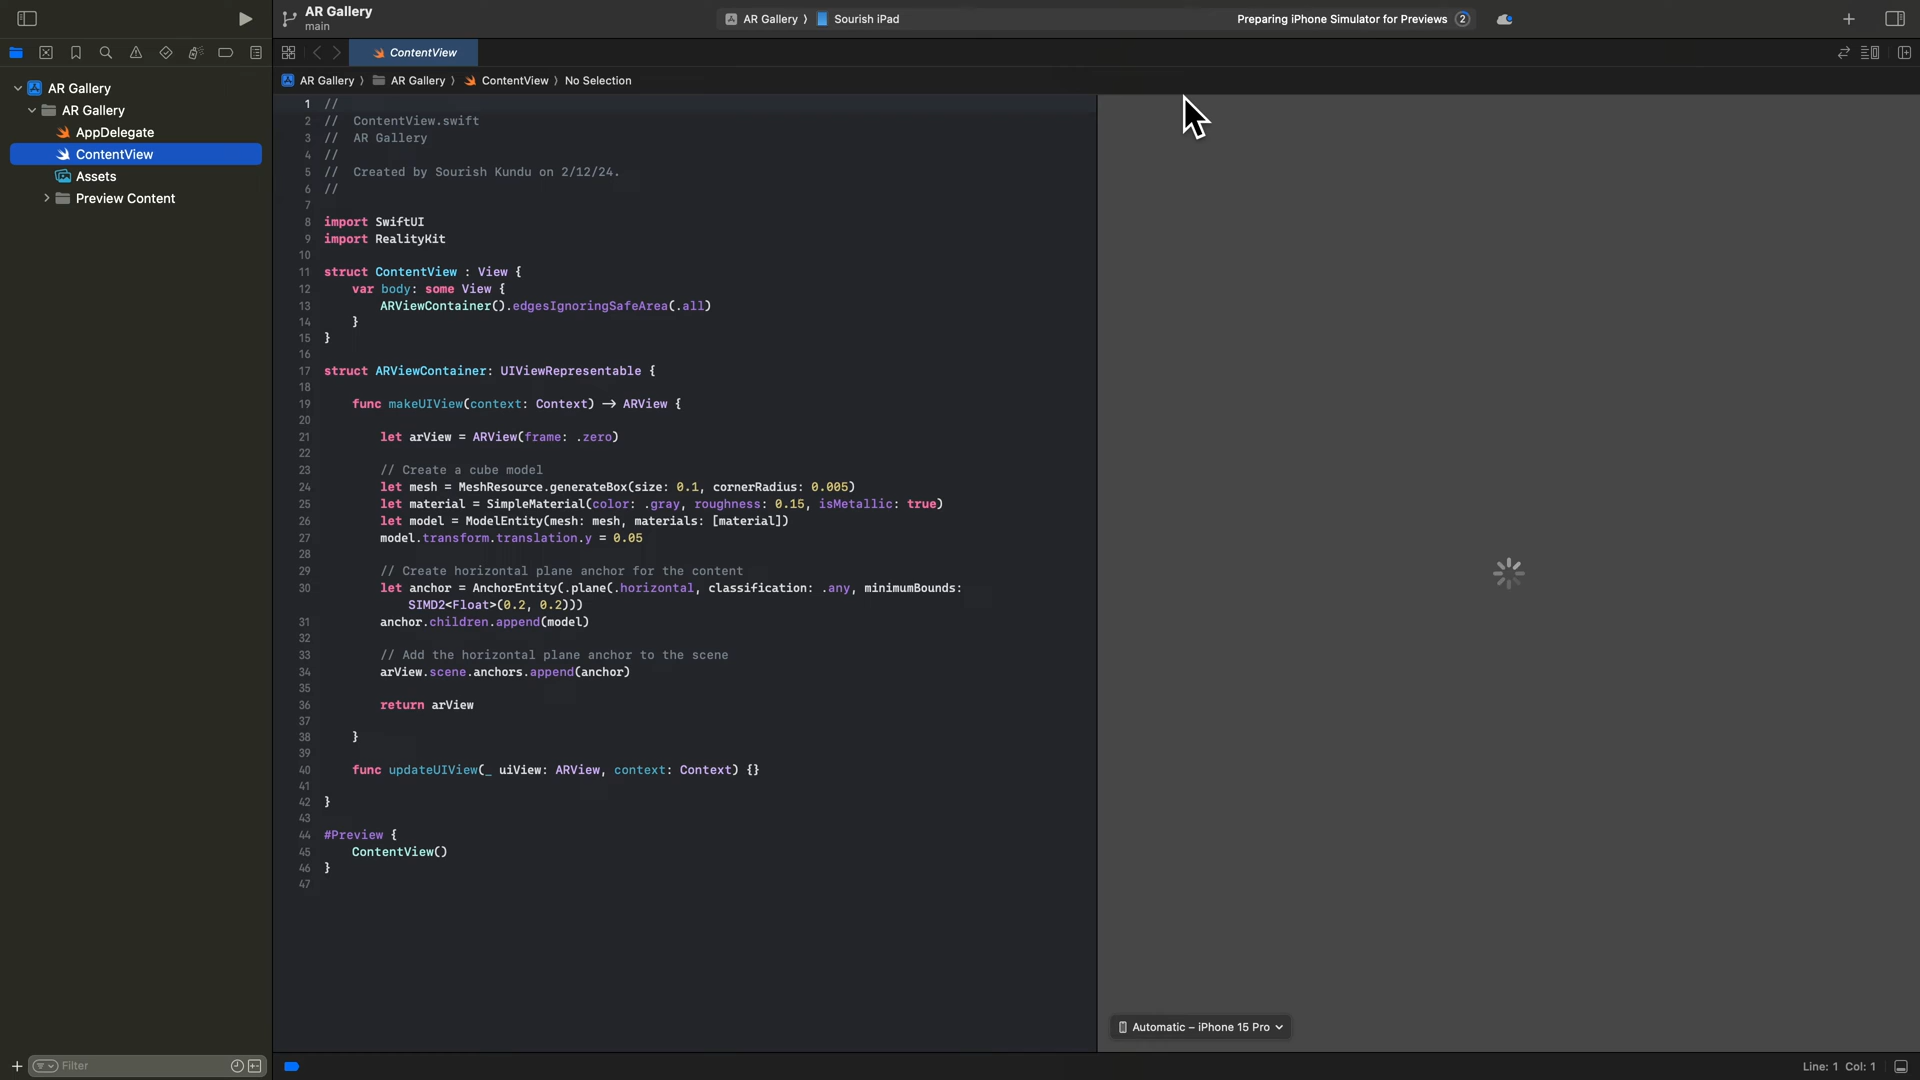 AR Gallery
main
AR Gallery 〉 Sourish iPad
Preparing iPhone Simulator for Previews 2
ContentView
AR Gallery 〉 AR Gallery 〉 ContentView 〉 No Selection
AR Gallery
AR Gallery
AppDelegate
ContentView
Assets
Preview Content
1 //
2 // ContentView.swift
3 // AR Gallery
4 //
5 // Created by Sourish Kundu on 2/12/24.
6 //
7
8 import SwiftUI
9 import RealityKit
10
11 struct ContentView : View {
12 var body: some View {
13 ARViewContainer().edgesIgnoringSafeArea(.all)
14 }
15 }
16
17 struct ARViewContainer: UIViewRepresentable {
18
19 func makeUIView(context: Context) -> ARView {
20
21 let arView = ARView(frame: .zero)
22
23 // Create a cube model
24 let mesh = MeshResource.generateBox(size: 0.1, cornerRadius: 0.005)
25 let material = SimpleMaterial(color: .gray, roughness: 0.15, isMetallic: true)
26 let model = ModelEntity(mesh: mesh, materials: [material])
27 model.transform.translation.y = 0.05
28
29 // Create horizontal plane anchor for the content
30 let anchor = AnchorEntity(.plane(.horizontal, classification: .any, minimumBounds:
SIMD2<Float>(0.2, 0.2)))
31 anchor.children.append(model)
32
33 // Add the horizontal plane anchor to the scene
34 arView.scene.anchors.append(anchor)
35
36 return arView
37
38 }
39
40 func updateUIView(_ uiView: ARView, context: Context) {}
41
42 }
43
44 #Preview {
45 ContentView()
46 }
47
Automatic – iPhone 15 Pro
Filter
Line: 1 Col: 1